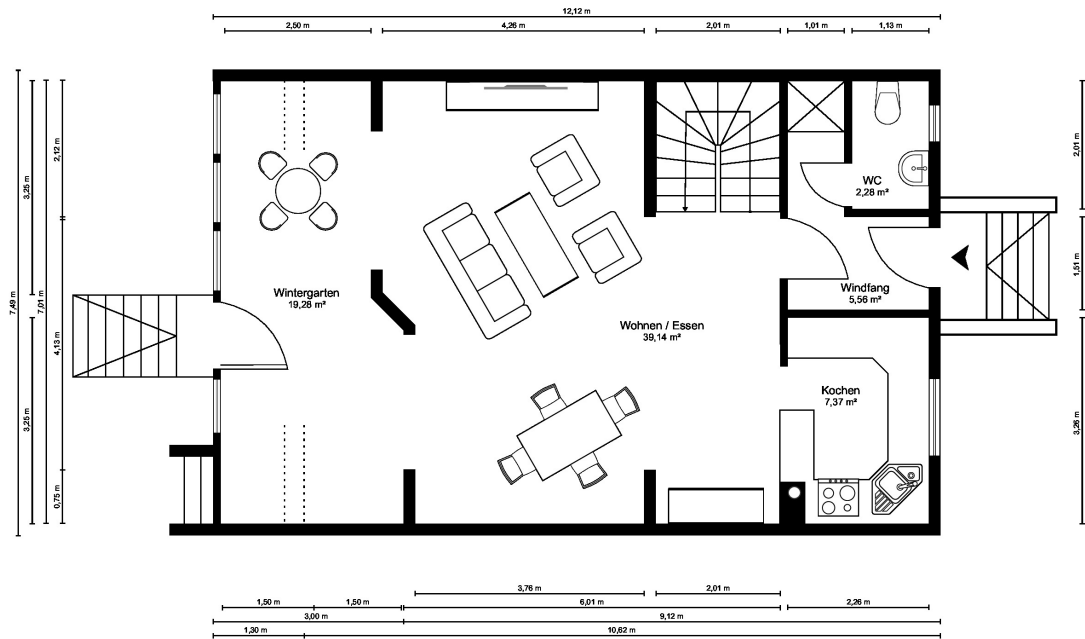 12,12 m
2,50 m
4,26 m
2,01 m
1,01 m
1,13 m
7,49 m
3,25 m
3,25 m
7,01 m
2,12 m
4,13 m
0,75 m
Wintergarten
19,28 m²
Wohnen / Essen
39,14 m²
WC
2,28 m²
Windfang
5,56 m²
Kochen
7,37 m²
2,01 m
1,51 m
3,26 m
3,76 m
2,01 m
1,50 m
1,50 m
6,01 m
2,26 m
3,00 m
9,12 m
1,30 m
10,62 m